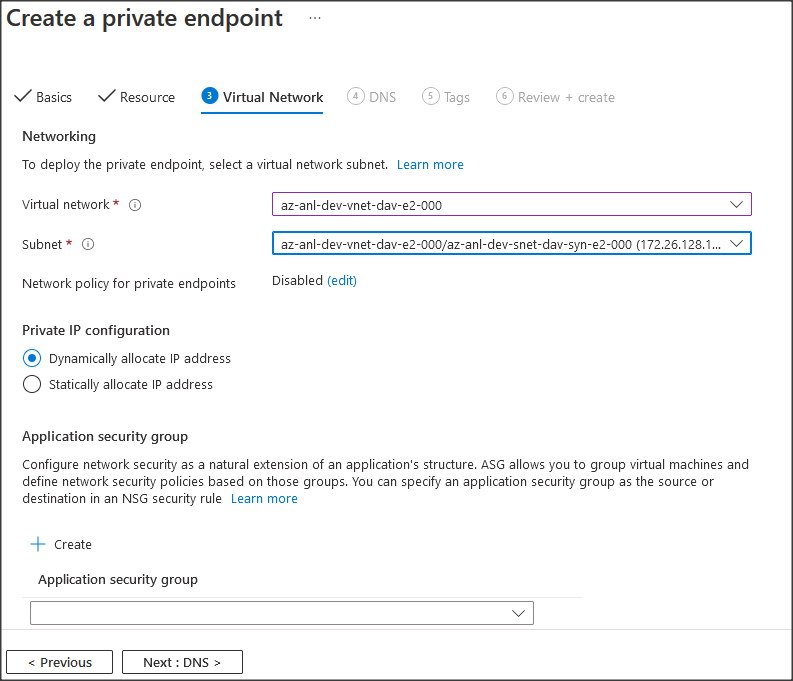 Create a private endpoint ...
Basics Resource 3 Virtual Network 4 DNS 5 Tags 6 Review + create
Networking
To deploy the private endpoint, select a virtual network subnet. Learn more
Virtual network * az-anl-dev-vnet-dav-e2-000
Subnet * az-anl-dev-vnet-dav-e2-000/az-anl-dev-snet-dav-syn-e2-000 (172.26.128.1...
Network policy for private endpoints Disabled (edit)
Private IP configuration
Dynamically allocate IP address
Statically allocate IP address
Application security group
Configure network security as a natural extension of an application's structure. ASG allows you to group virtual machines and
define network security policies based on those groups. You can specify an application security group as the source or
destination in an NSG security rule Learn more
+ Create
Application security group
< Previous Next : DNS >